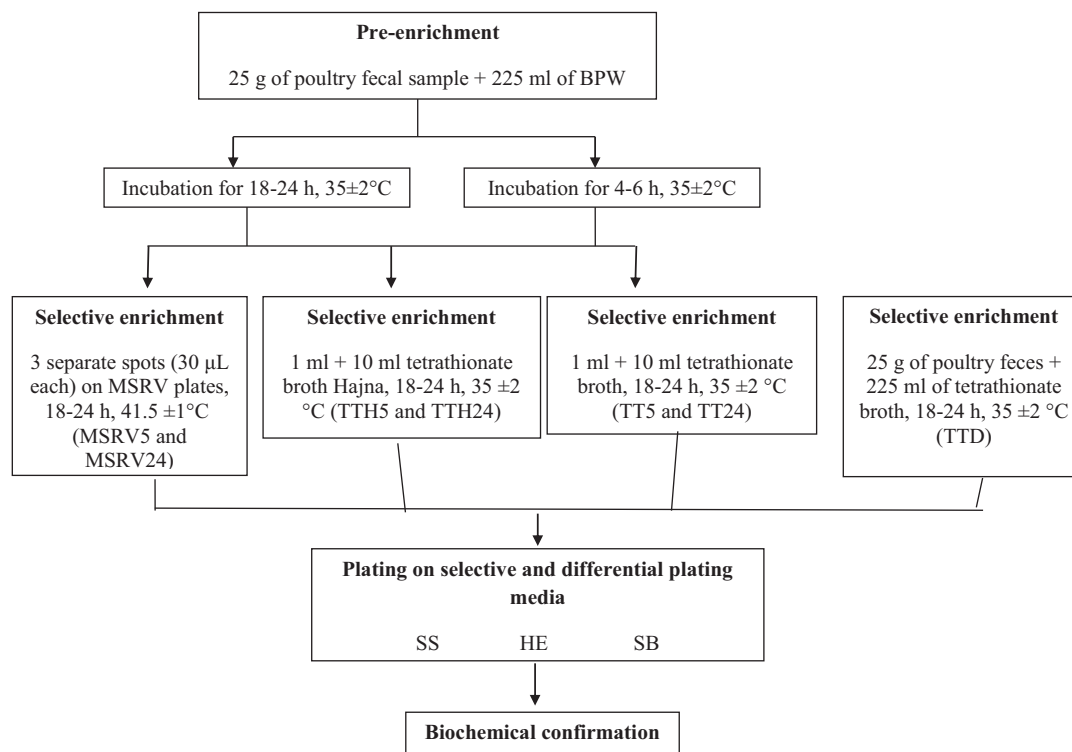 Pre-enrichment
25 g of poultry fecal sample + 225 ml of BPW
Incubation for 18-24 h, 35±2°C
Incubation for 4-6 h, 35±2°C
Selective enrichment
3 separate spots (30 µL
each) on MSRV plates,
18-24 h, 41.5 ±1°C
(MSRV5 and
MSRV24)
Selective enrichment
1 ml + 10 ml tetrathionate
broth Hajna, 18-24 h, 35 ±2
°C (TTH5 and TTH24)
Selective enrichment
1 ml + 10 ml tetrathionate
broth, 18-24 h, 35 ±2 °C
(TT5 and TT24)
Selective enrichment
25 g of poultry feces +
225 ml of tetrathionate
broth, 18-24 h, 35 ±2 °C
(TTD)
Plating on selective and differential plating
media
SS HE SB
Biochemical confirmation